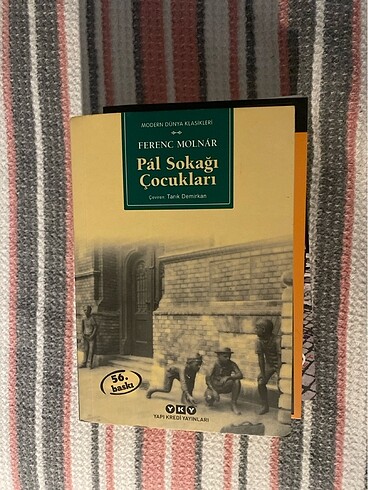 MODERN DÜNYA KLASİKLERİ
FERENC MOLNÁR
Pál Sokağı
Çocukları
Çeviren: Tarık Demirkan
56.
baskı
YKY
YAPI KREDİ YAYINLARI